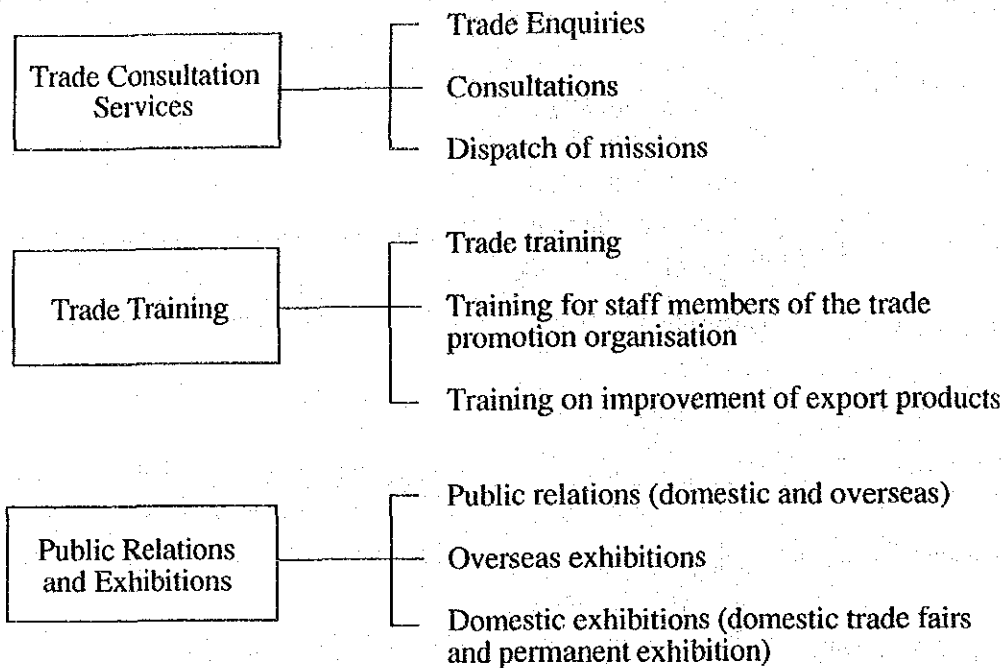 Trade Consultation
Services
Trade Enquiries
Consultations
Dispatch of missions
Trade Training
Trade training
Training for staff members of the trade
promotion organisation
Training on improvement of export products
Public Relations
and Exhibitions
Public relations (domestic and overseas)
Overseas exhibitions
Domestic exhibitions (domestic trade fairs
and permanent exhibition)